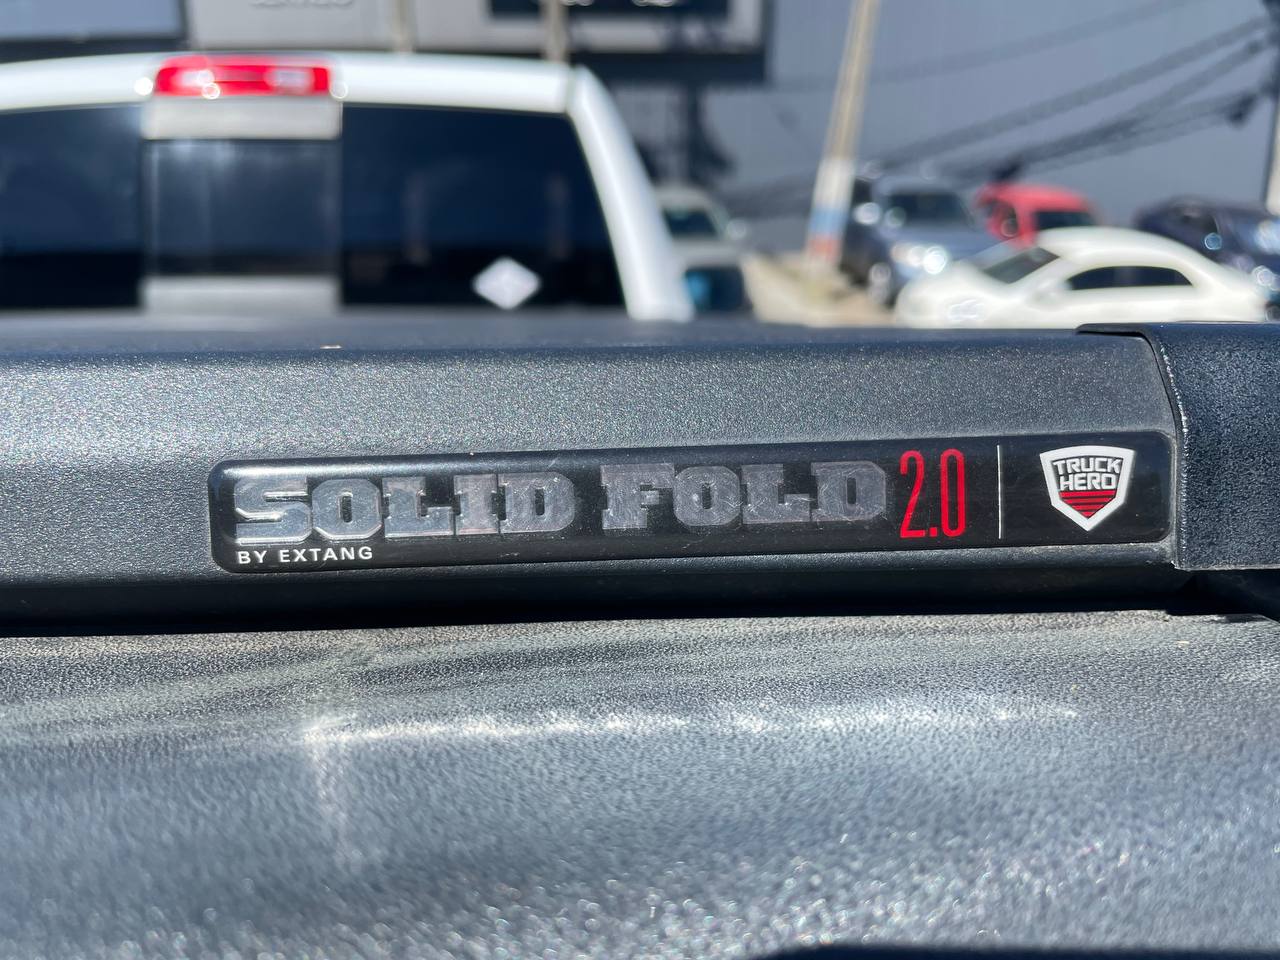 SOLID FOLD 2.0
BY EXTANG
TRUCK
HERO